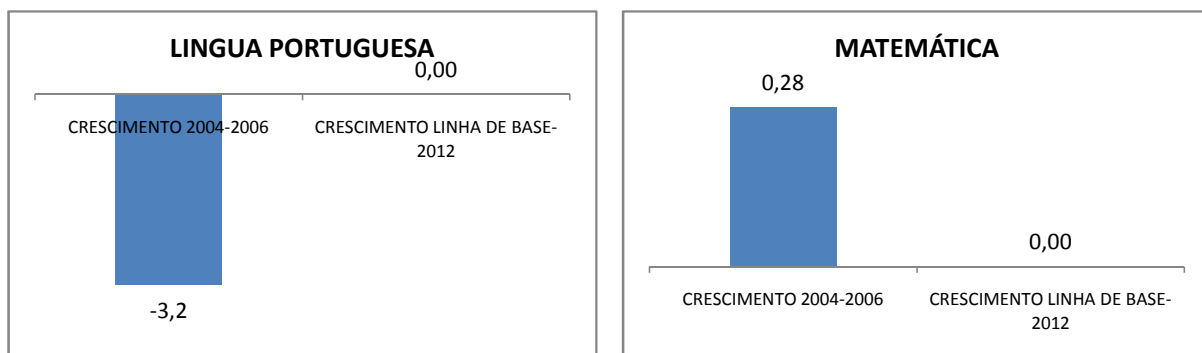 LINGUA PORTUGUESA
0,00
CRESCIMENTO 2004-2006
CRESCIMENTO LINHA DE BASE-
2012
-3,2
MATEMÁTICA
0,28
0,00
CRESCIMENTO 2004-2006
CRESCIMENTO LINHA DE BASE-
2012